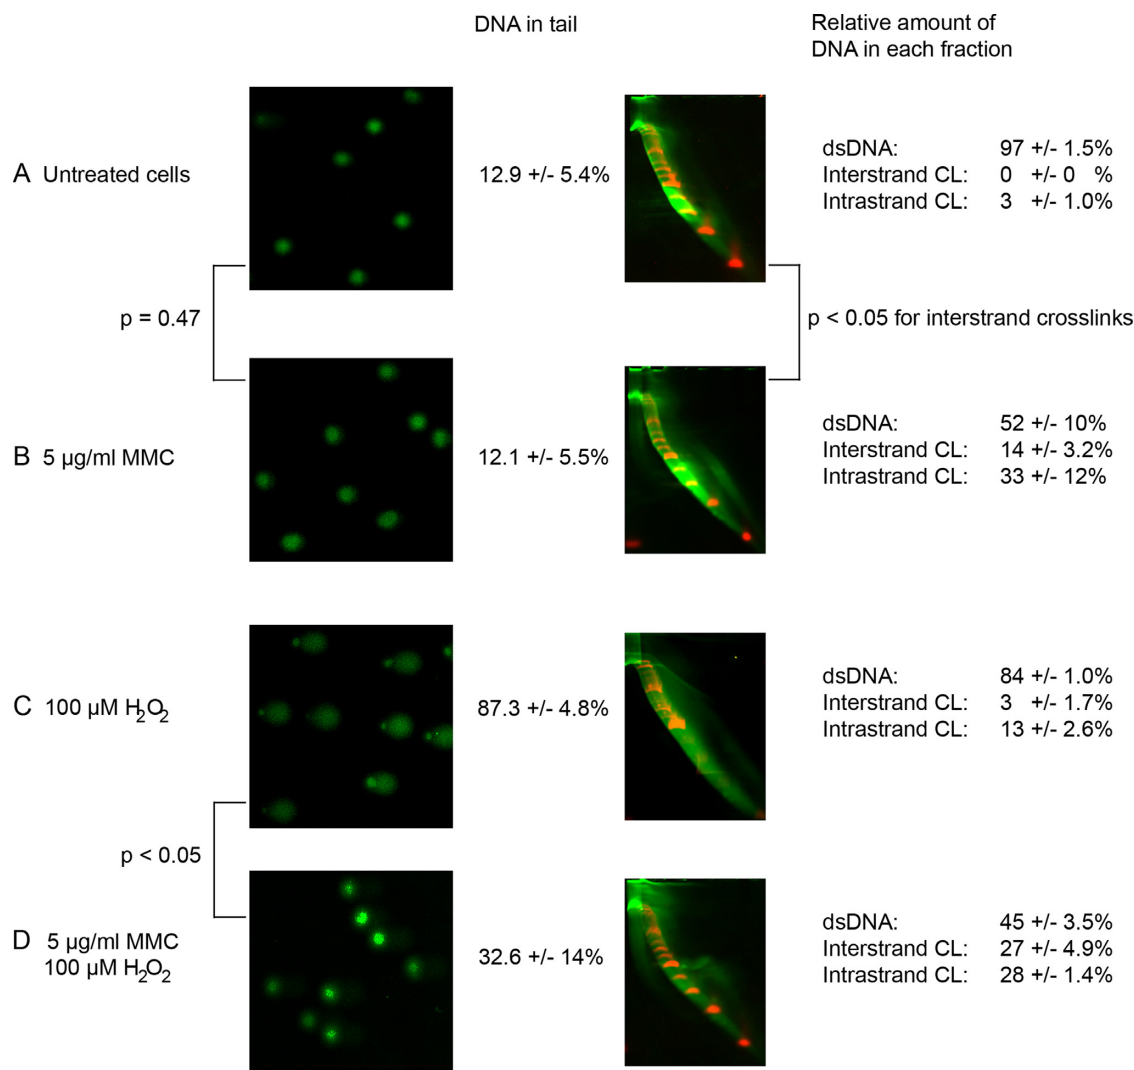 DNA in tail
Relative amount of
DNA in each fraction
A Untreated cells
12.9 +/- 5.4%
dsDNA: 97 +/- 1.5%
Interstrand CL: 0 +/- 0 %
Intrastrand CL: 3 +/- 1.0%
p = 0.47
p < 0.05 for interstrand crosslinks
B 5 µg/ml MMC
12.1 +/- 5.5%
dsDNA: 52 +/- 10%
Interstrand CL: 14 +/- 3.2%
Intrastrand CL: 33 +/- 12%
C 100 µM H₂O₂
87.3 +/- 4.8%
dsDNA: 84 +/- 1.0%
Interstrand CL: 3 +/- 1.7%
Intrastrand CL: 13 +/- 2.6%
p < 0.05
D 5 µg/ml MMC
100 µM H₂O₂
32.6 +/- 14%
dsDNA: 45 +/- 3.5%
Interstrand CL: 27 +/- 4.9%
Intrastrand CL: 28 +/- 1.4%